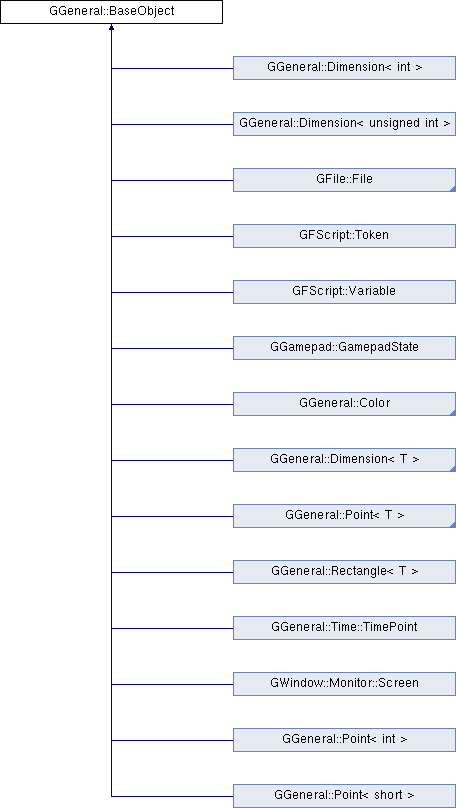 GGeneral::BaseObject
GGeneral::Dimension< int >
GGeneral::Dimension< unsigned int >
GFile::File
GFScript::Token
GFScript::Variable
GGamepad::GamepadState
GGeneral::Color
GGeneral::Dimension< T >
GGeneral::Point< T >
GGeneral::Rectangle< T >
GGeneral::Time::TimePoint
GWindow::Monitor::Screen
GGeneral::Point< int >
GGeneral::Point< short >